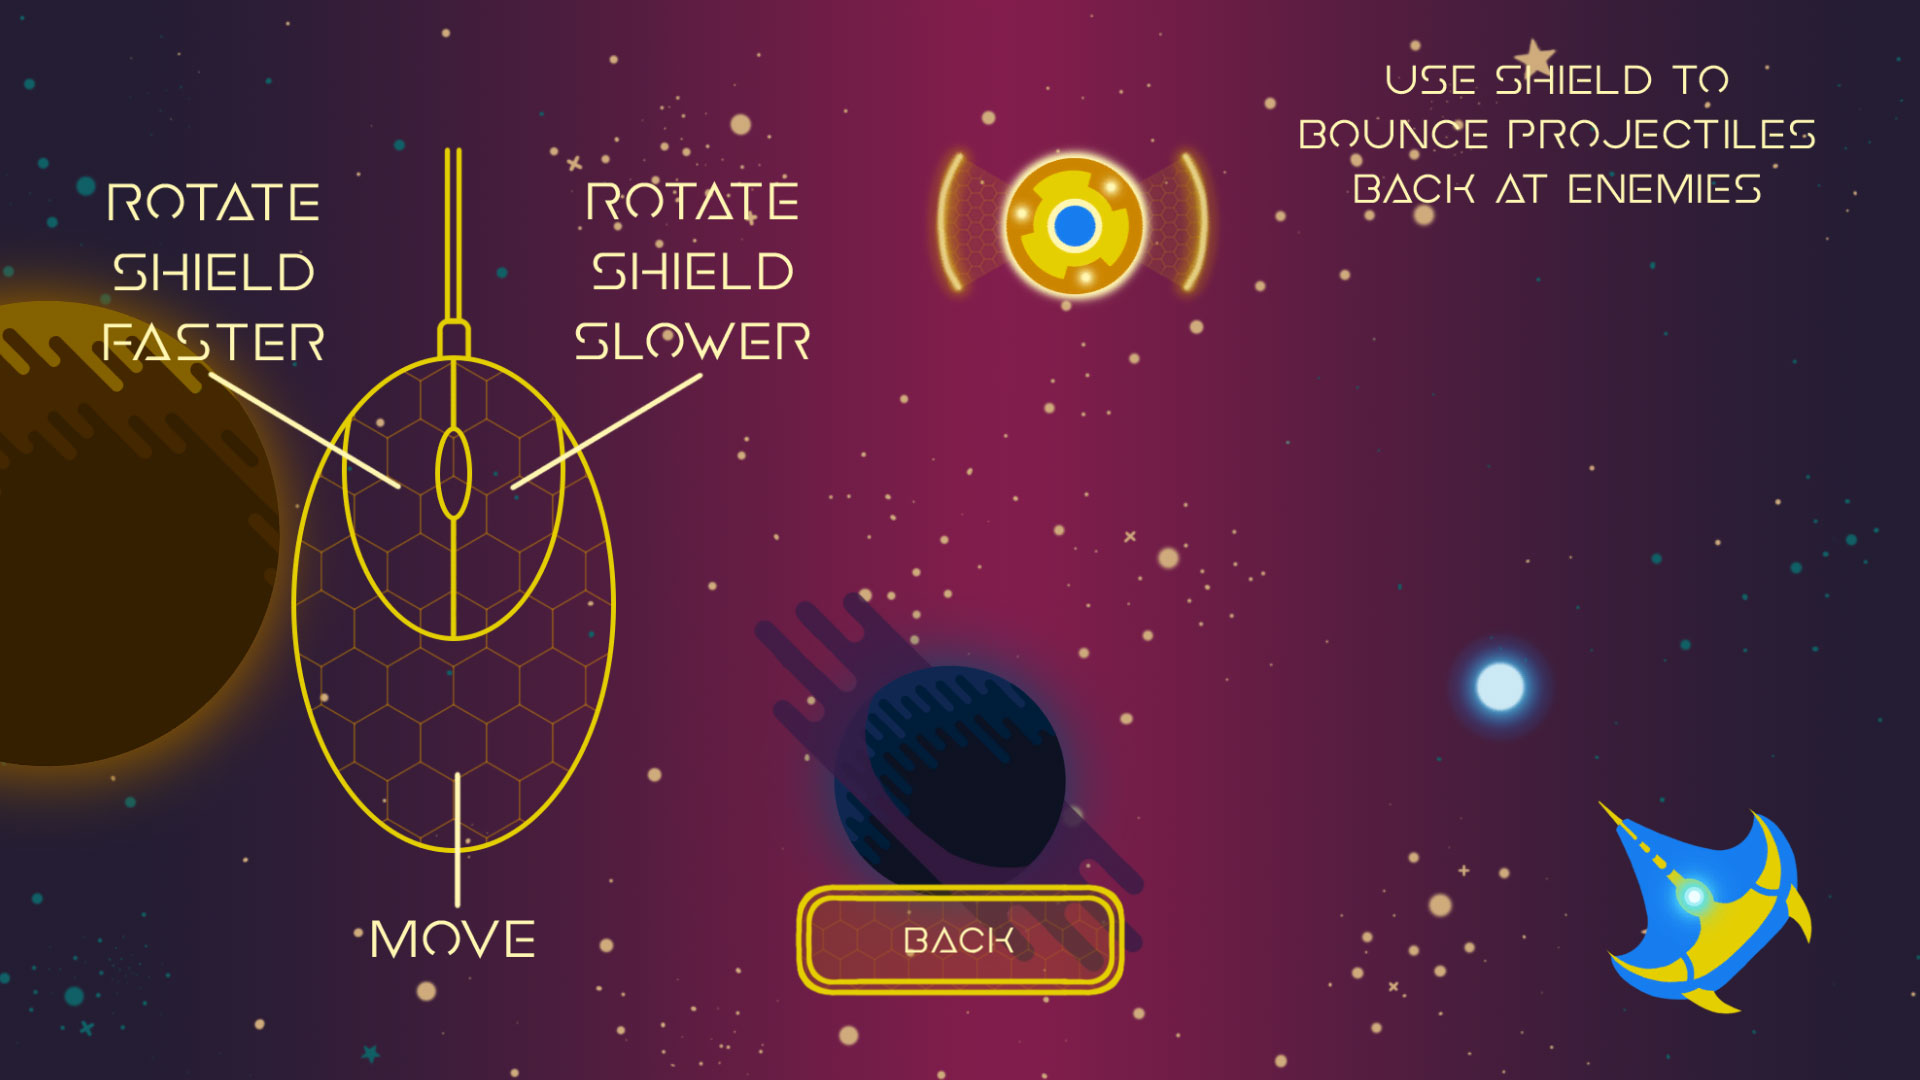 ROTATE
SHIELD
FASTER
ROTATE
SHIELD
SLOWER
USE SHIELD TO
BOUNCE PROJECTILES
BACK AT ENEMIES
MOVE
BACK